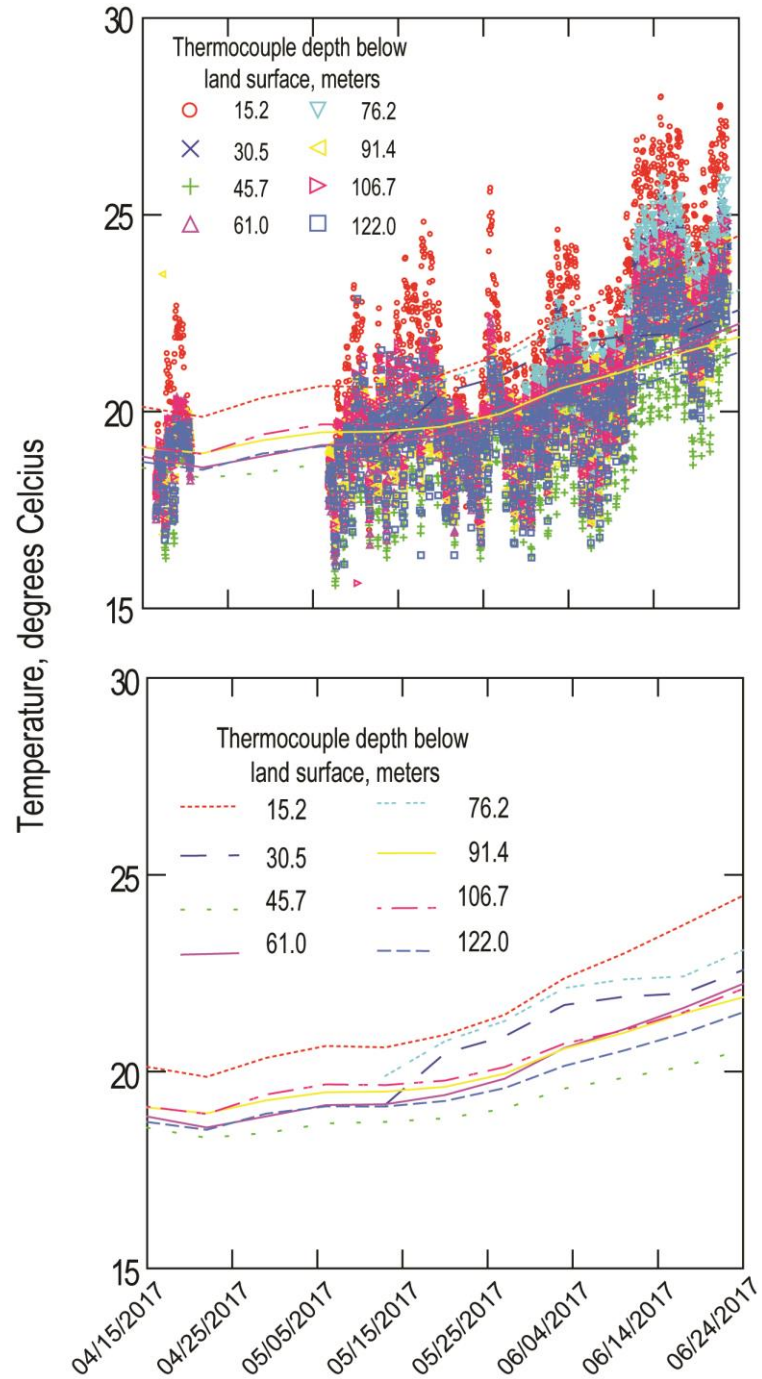 Temperature, degrees Celcius
30
25
20
15
Thermocouple depth below
land surface, meters
15.2 76.2
30.5 91.4
45.7 106.7
61.0 122.0
30
25
20
15
Thermocouple depth below
land surface, meters
15.2 76.2
30.5 91.4
45.7 106.7
61.0 122.0
04/15/2017 04/25/2017 05/05/2017 05/15/2017 05/25/2017 06/04/2017 06/14/2017 06/24/2017